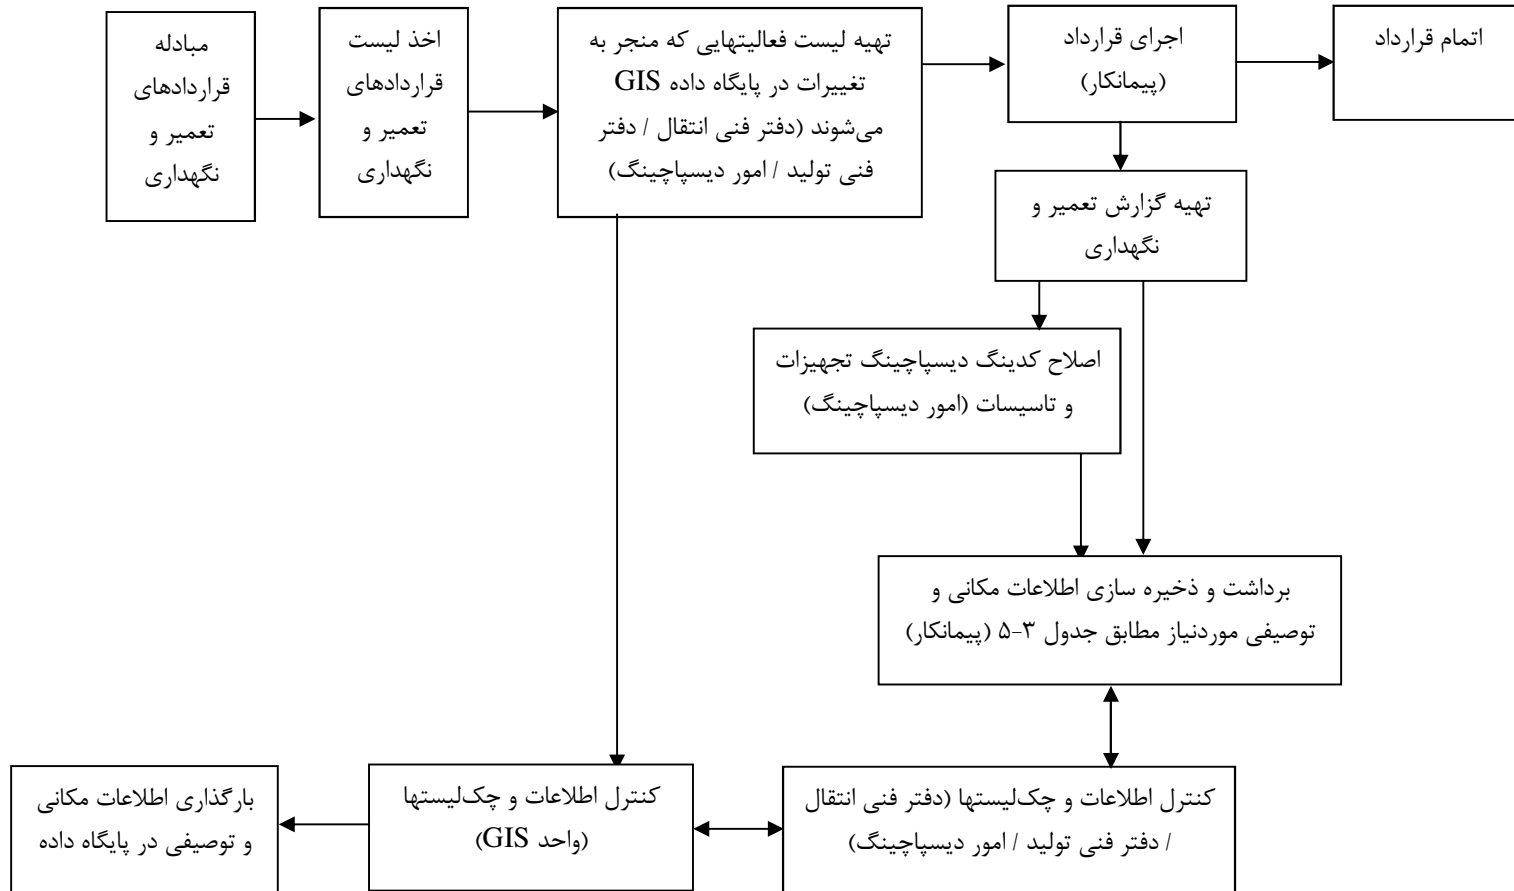 مبادله
قراردادهای
تعمیر و
نگهداری
اخذ لیست
قراردادهای
تعمیر و
نگهداری
تهیه لیست فعالیتهایی که منجر به
تغییرات در پایگاه داده GIS
می‌شوند (دفتر فنی انتقال / دفتر
فنی تولید / امور دیسپاچینگ)
اجرای قرارداد
(پیمانکار)
اتمام قرارداد
تهیه گزارش تعمیر و
نگهداری
اصلاح کدینگ دیسپاچینگ تجهیزات
و تاسیسات (امور دیسپاچینگ)
برداشت و ذخیره سازی اطلاعات مکانی و
توصیفی موردنیاز مطابق جدول ۳-۵ (پیمانکار)
کنترل اطلاعات و چک‌لیستها (دفتر فنی انتقال
/ دفتر فنی تولید / امور دیسپاچینگ)
کنترل اطلاعات و چک‌لیستها
(واحد GIS)
بارگذاری اطلاعات مکانی
و توصیفی در پایگاه داده